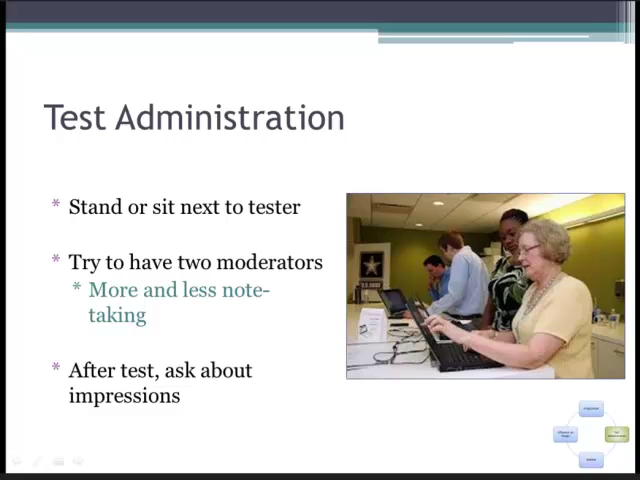 Test Administration
* Stand or sit next to tester
* Try to have two moderators
* More and less note-
taking
* After test, ask about
impressions